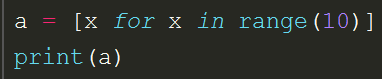 a = [x for x in range(10)]
print(a)